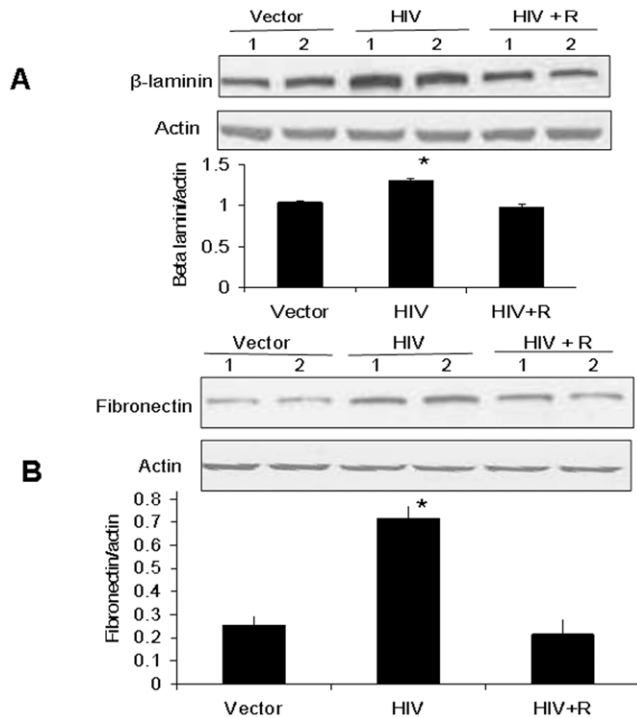 Vector HIV HIV + R
1 2 1 2 1 2
A
β-laminin
Actin
1.5
*
1
0.5
0
Beta lamini/actin
Vector HIV HIV+R
Vector HIV HIV + R
1 2 1 2 1 2
Fibronectin
B
Actin
0.8
*
0.7
0.6
0.5
0.4
0.3
0.2
0.1
0
Fibronectin/actin
Vector HIV HIV+R